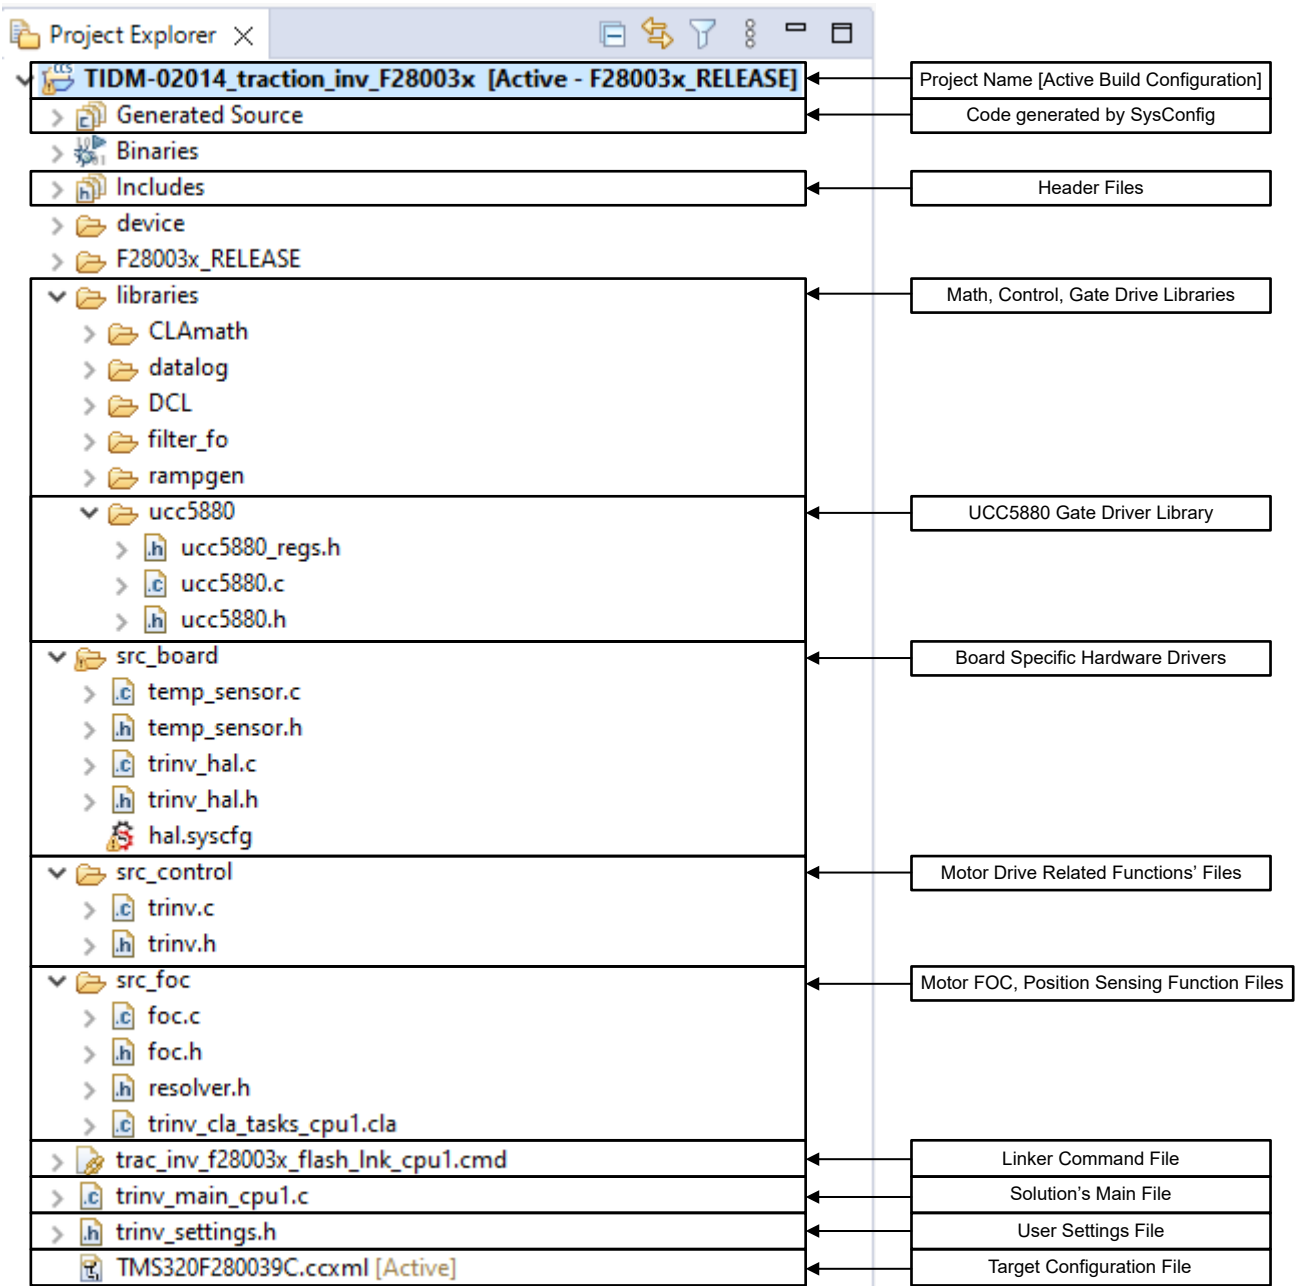 Project Explorer
TIDM-02014_traction_inv_F28003x [Active - F28003x_RELEASE]
Project Name [Active Build Configuration]
Generated Source
Code generated by SysConfig
Binaries
Includes
Header Files
device
F28003x_RELEASE
libraries
Math, Control, Gate Drive Libraries
CLAmath
datalog
DCL
filter_fo
rampgen
ucc5880
UCC5880 Gate Driver Library
ucc5880_regs.h
ucc5880.c
ucc5880.h
src_board
Board Specific Hardware Drivers
temp_sensor.c
temp_sensor.h
trinv_hal.c
trinv_hal.h
hal.syscfg
src_control
Motor Drive Related Functions' Files
trinv.c
trinv.h
src_foc
Motor FOC, Position Sensing Function Files
foc.c
foc.h
resolver.h
trinv_cla_tasks_cpu1.cla
trac_inv_f28003x_flash_lnk_cpu1.cmd
Linker Command File
trinv_main_cpu1.c
Solution's Main File
trinv_settings.h
User Settings File
TMS320F280039C.ccxml [Active]
Target Configuration File